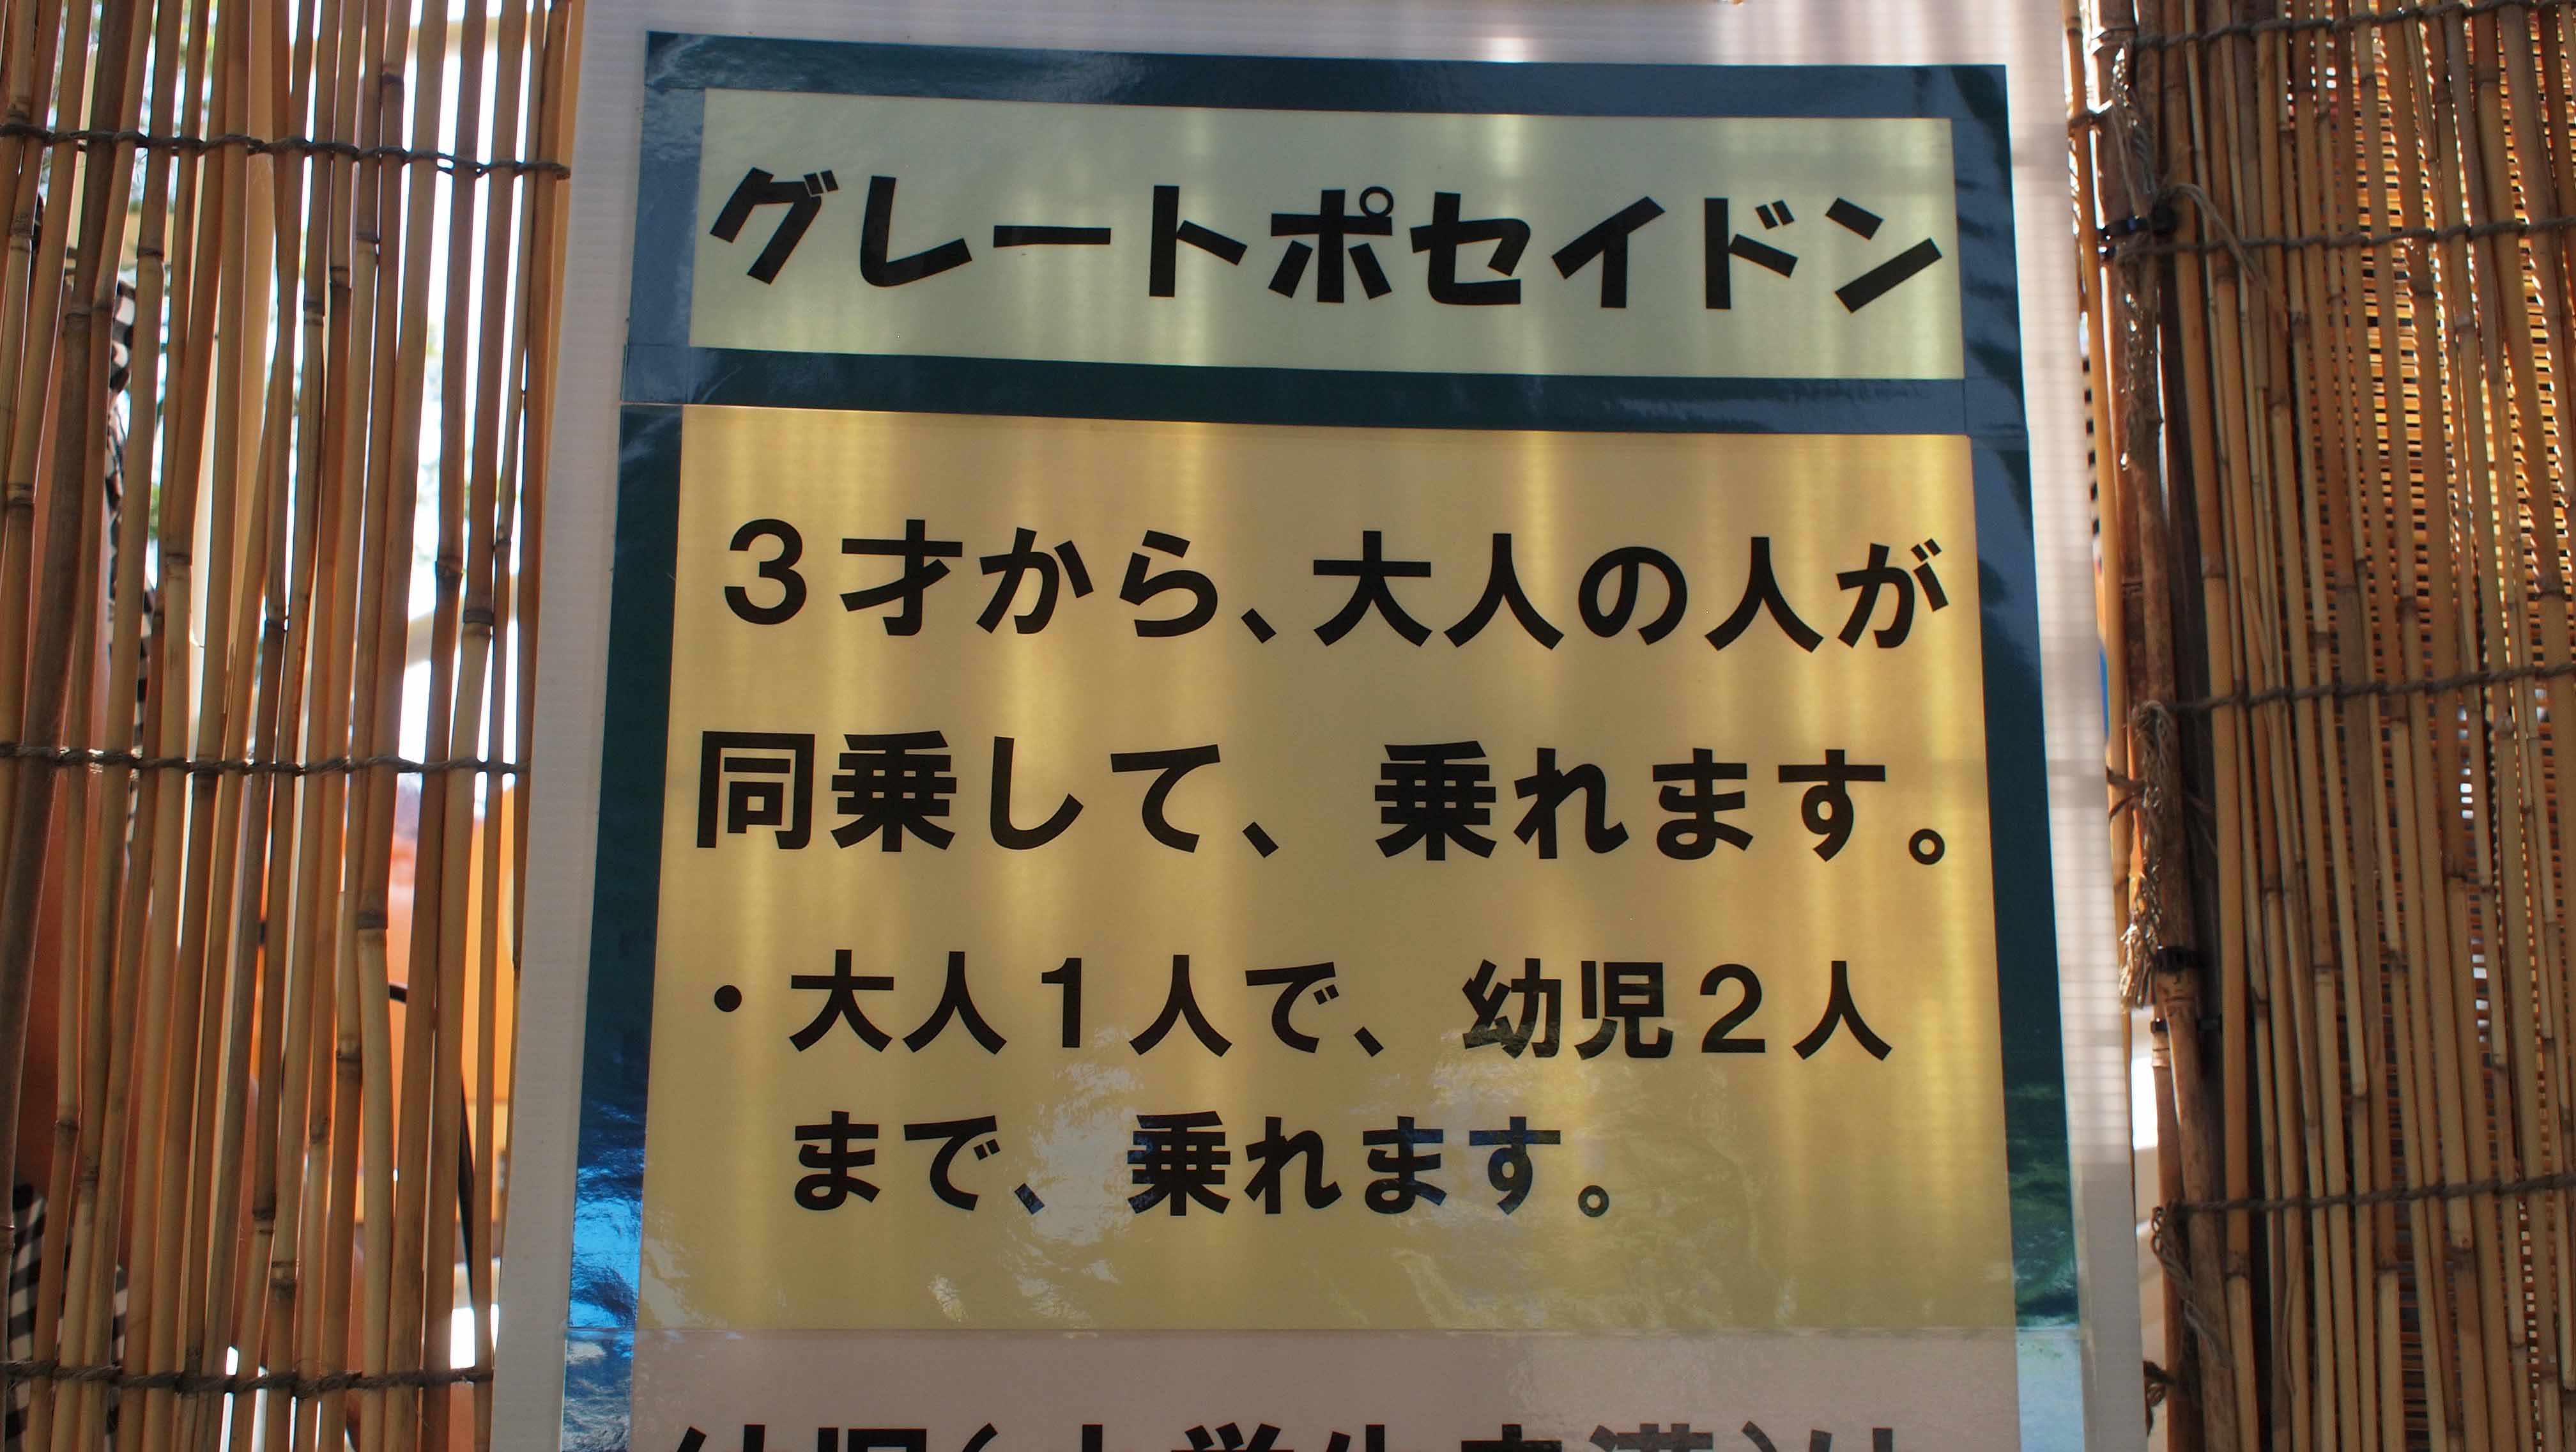 グレートポセイドン
３才から、大人の人が
同乗して、乗れます。
・大人１人で、幼児２人
まで、乗れます。